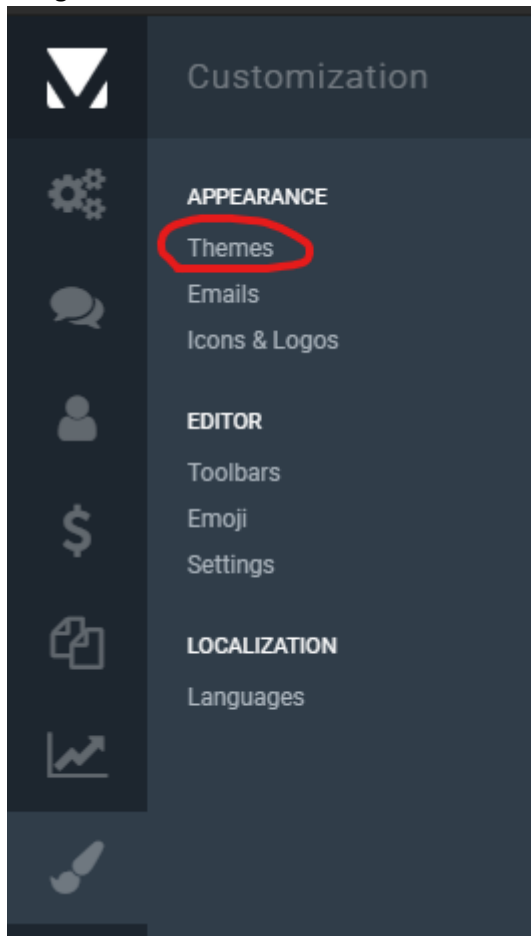 Customization
APPEARANCE
Themes
Emails
Icons & Logos
EDITOR
Toolbars
Emoji
Settings
LOCALIZATION
Languages